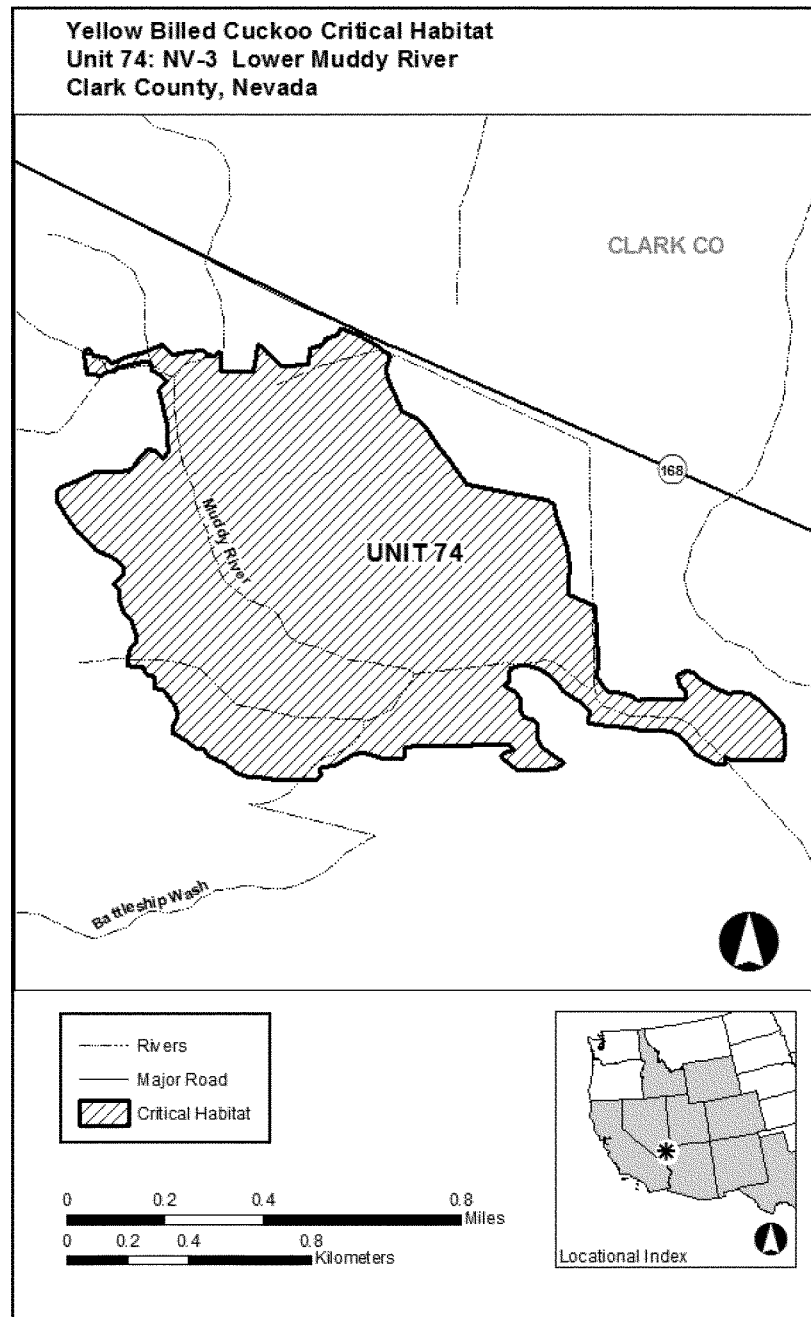 Yellow Billed Cuckoo Critical Habitat
Unit 74: NV-3 Lower Muddy River
Clark County, Nevada
CLARK CO
168
Muddy River
UNIT 74
Battleship Wash
Rivers
Major Road
Critical Habitat
0 0.2 0.4 0.8
Miles
0 0.2 0.4 0.8
Kilometers
Locational Index